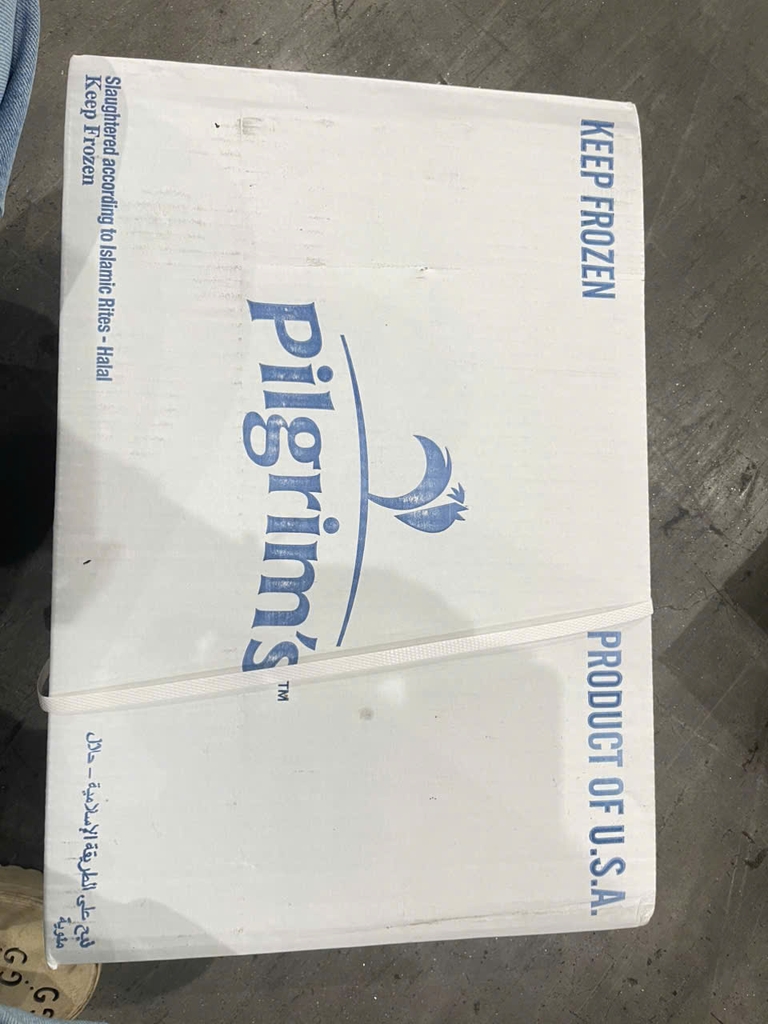 KEEP FROZEN PRODUCT OF U.S.A.
Pilgrim's™
Slaughtered according to Islamic Rites - Halal
Keep Frozen
ذبح على الطريقة الإسلامية – حلال